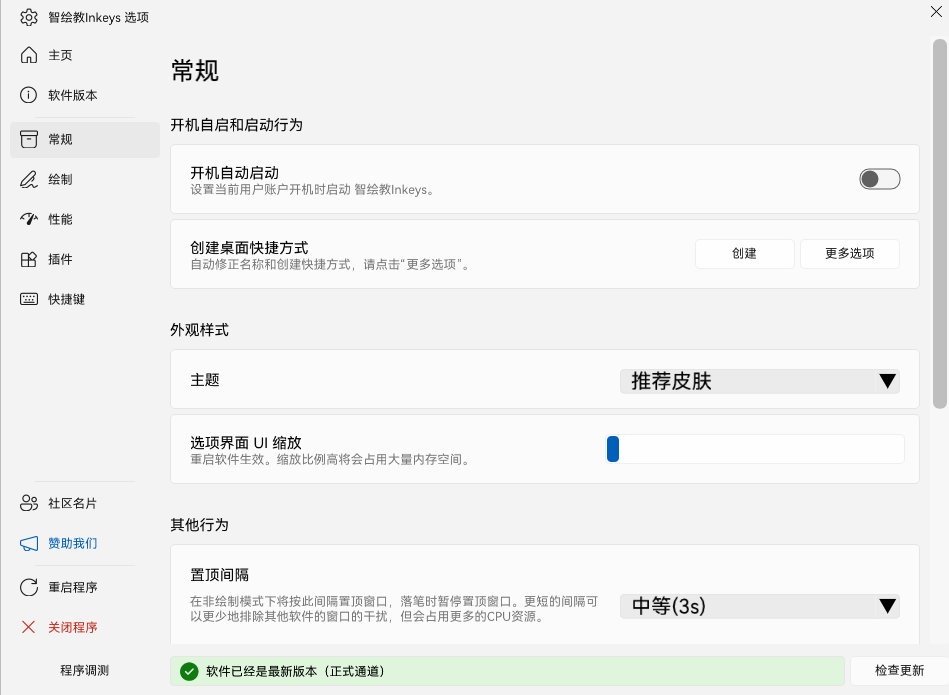 智绘教Inkeys 选项
主页
软件版本
常规
绘制
性能
插件
快捷键
社区名片
赞助我们
重启程序
关闭程序
程序调测
常规
开机自启和启动行为
开机自动启动
设置当前用户账户开机时启动 智绘教Inkeys。
创建桌面快捷方式
自动修正名称和创建快捷方式，请点击“更多选项”。
创建
更多选项
外观样式
主题
推荐皮肤
选项界面 UI 缩放
重启软件生效。缩放比例高将会占用大量内存空间。
其他行为
置顶间隔
在非绘制模式下将按此间隔置顶窗口，落笔时暂停置顶窗口。更短的间隔可
以更少地排除其他软件的窗口的干扰，但会占用更多的CPU资源。
中等(3s)
软件已经是最新版本（正式通道）
检查更新